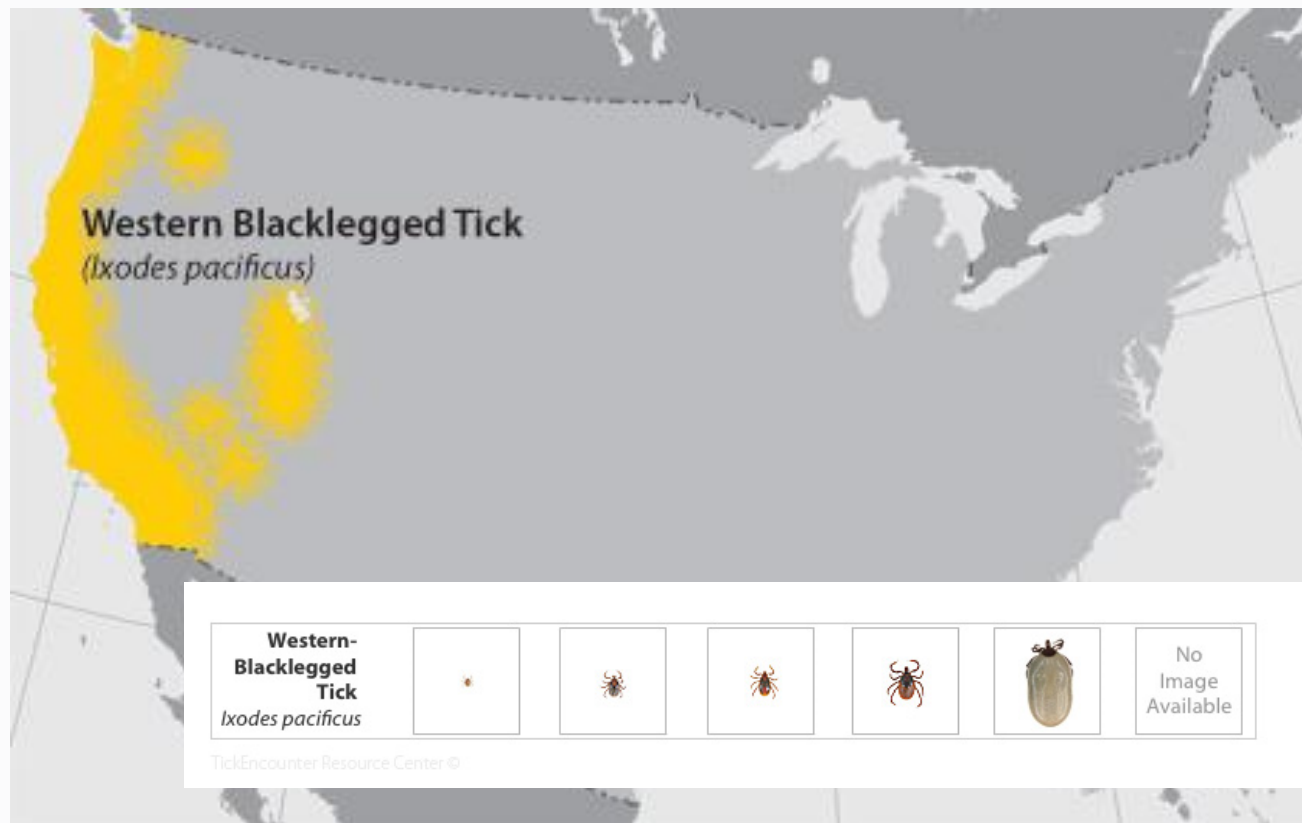 Western Blacklegged Tick
(Ixodes pacificus)
Western-
Blacklegged
Tick
Ixodes pacificus
No
Image
Available
TickEncounter Resource Center ©